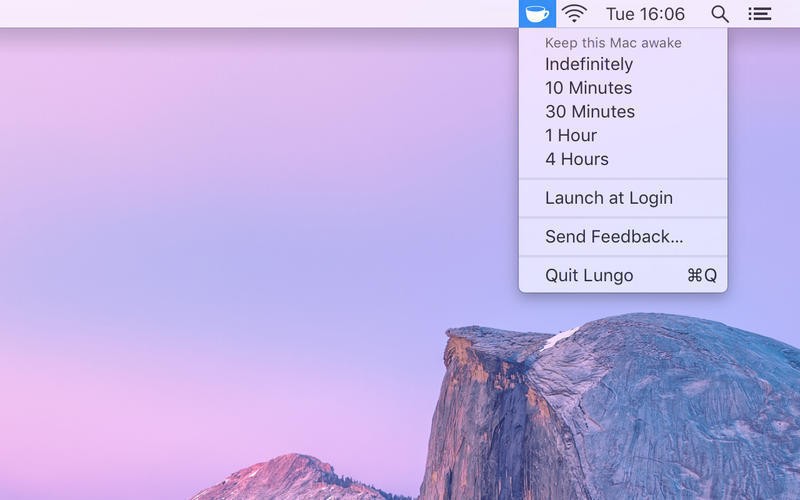 Tue 16:06
Keep this Mac awake
Indefinitely
10 Minutes
30 Minutes
1 Hour
4 Hours
Launch at Login
Send Feedback...
Quit Lungo ⌘Q